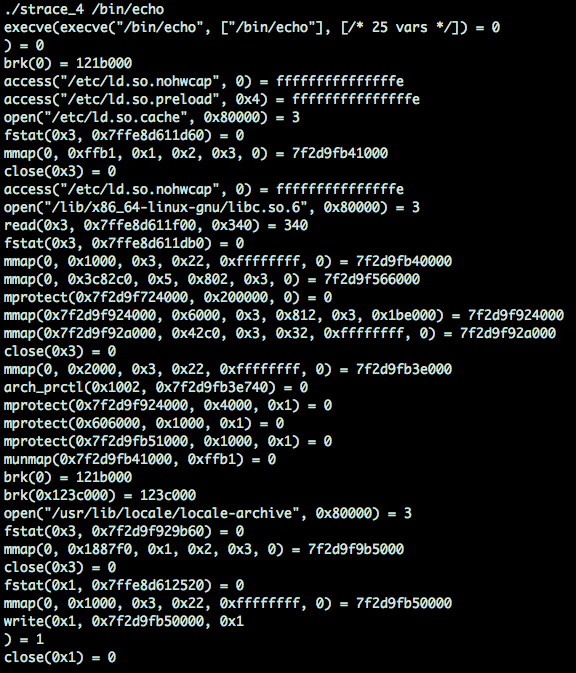 ./strace_4 /bin/echo
execve(execve("/bin/echo", ["/bin/echo"], [/* 25 vars */]) = 0
) = 0
brk(0) = 121b000
access("/etc/ld.so.nohwcap", 0) = fffffffffffffffe
access("/etc/ld.so.preload", 0x4) = fffffffffffffffe
open("/etc/ld.so.cache", 0x80000) = 3
fstat(0x3, 0x7ffe8d611d60) = 0
mmap(0, 0xffb1, 0x1, 0x2, 0x3, 0) = 7f2d9fb41000
close(0x3) = 0
access("/etc/ld.so.nohwcap", 0) = fffffffffffffffe
open("/lib/x86_64-linux-gnu/libc.so.6", 0x80000) = 3
read(0x3, 0x7ffe8d611f00, 0x340) = 340
fstat(0x3, 0x7ffe8d611db0) = 0
mmap(0, 0x1000, 0x3, 0x22, 0xffffffff, 0) = 7f2d9fb40000
mmap(0, 0x3c82c0, 0x5, 0x802, 0x3, 0) = 7f2d9f566000
mprotect(0x7f2d9f724000, 0x200000, 0) = 0
mmap(0x7f2d9f924000, 0x6000, 0x3, 0x812, 0x3, 0x1be000) = 7f2d9f924000
mmap(0x7f2d9f92a000, 0x42c0, 0x3, 0x32, 0xffffffff, 0) = 7f2d9f92a000
close(0x3) = 0
mmap(0, 0x2000, 0x3, 0x22, 0xffffffff, 0) = 7f2d9fb3e000
arch_prctl(0x1002, 0x7f2d9fb3e740) = 0
mprotect(0x7f2d9f924000, 0x4000, 0x1) = 0
mprotect(0x606000, 0x1000, 0x1) = 0
mprotect(0x7f2d9fb51000, 0x1000, 0x1) = 0
munmap(0x7f2d9fb41000, 0xffb1) = 0
brk(0) = 121b000
brk(0x123c000) = 123c000
open("/usr/lib/locale/locale-archive", 0x80000) = 3
fstat(0x3, 0x7f2d9f929b60) = 0
mmap(0, 0x1887f0, 0x1, 0x2, 0x3, 0) = 7f2d9f9b5000
close(0x3) = 0
fstat(0x1, 0x7ffe8d612520) = 0
mmap(0, 0x1000, 0x3, 0x22, 0xffffffff, 0) = 7f2d9fb50000
write(0x1, 0x7f2d9fb50000, 0x1
) = 1
close(0x1) = 0